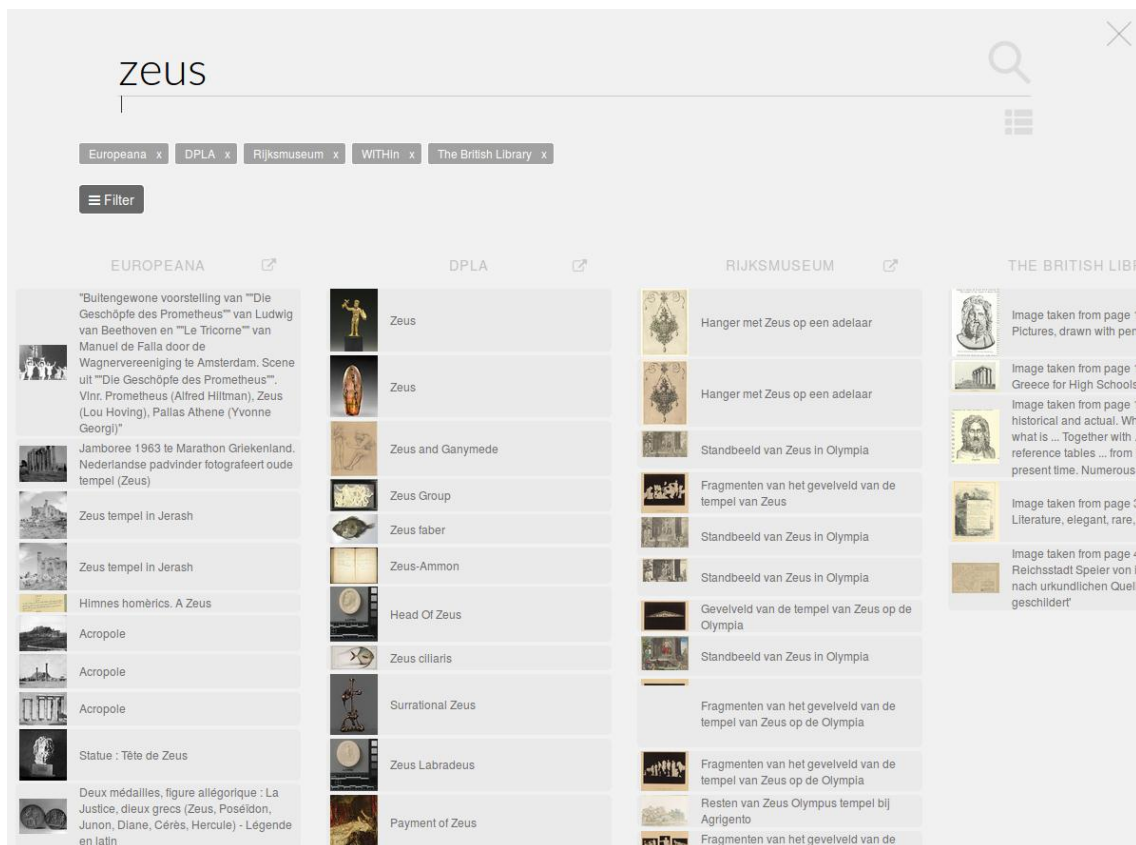 zeus
Europeana x DPLA x Rijksmuseum x WITHin x The British Library x
Filter
EUROPEANA
"Buitengewone voorstelling van ""Die
Geschöpfe des Prometheus"" van Ludwig
van Beethoven en ""Le Tricorne"" van
Manuel de Falla door de
Wagnervereeniging te Amsterdam. Scene
uit ""Die Geschöpfe des Prometheus"".
Vlnr. Prometheus (Alfred Hiltman), Zeus
(Lou Hoving), Pallas Athene (Yvonne
Georgi)"
Jamboree 1963 te Marathon Griekenland.
Nederlandse padvinder fotografeert oude
tempel (Zeus)
Zeus tempel in Jerash
Zeus tempel in Jerash
Himnes homèrics. A Zeus
Acropole
Acropole
Acropole
Statue : Tête de Zeus
Deux médailles, figure allégorique : La
Justice, dieux grecs (Zeus, Poséïdon,
Junon, Diane, Cérès, Hercule) - Légende
en latin
DPLA
Zeus
Zeus
Zeus and Ganymede
Zeus Group
Zeus faber
Zeus-Ammon
Head Of Zeus
Zeus ciliaris
Surrational Zeus
Zeus Labradeus
Payment of Zeus
RIJKSMUSEUM
Hanger met Zeus op een adelaar
Hanger met Zeus op een adelaar
Standbeeld van Zeus in Olympia
Fragmenten van het gevelveld van de
tempel van Zeus
Standbeeld van Zeus in Olympia
Standbeeld van Zeus in Olympia
Gevelveld van de tempel van Zeus op de
Olympia
Standbeeld van Zeus in Olympia
Fragmenten van het gevelveld van de
tempel van Zeus op de Olympia
Fragmenten van het gevelveld van de
tempel van Zeus op de Olympia
Resten van Zeus Olympus tempel bij
Agrigento
Fragmenten van het gevelveld van de
THE BRITISH
Image taken from page
Pictures, drawn with
Image taken from page
Greece for High Schools
Image taken from page
historical and actual.
what is ... Together with
reference tables ... from
present time. Numerous
Image taken from page
Literature, elegant, rare,
Image taken from page
Reichsstadt Speier von
nach urkundlichen
geschildert'